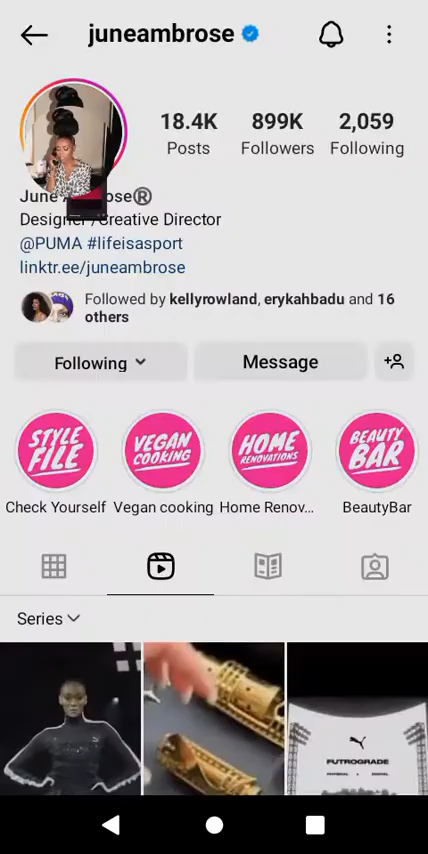 juneambrose
18.4K
Posts
899K
Followers
2,059
Following
June
ose®
Designer/Creative Director
@PUMA #lifeisasport
linktr.ee/juneambrose
Followed by kellyrowland, erykahbadu and 16
others
Following
Message
STYLE
FILE
VEGAN
COOKING
HOME
RENOVATIONS
BEAUTY
BAR
Check Yourself
Vegan cooking
Home Renov...
BeautyBar
Series
FUTROGRADE